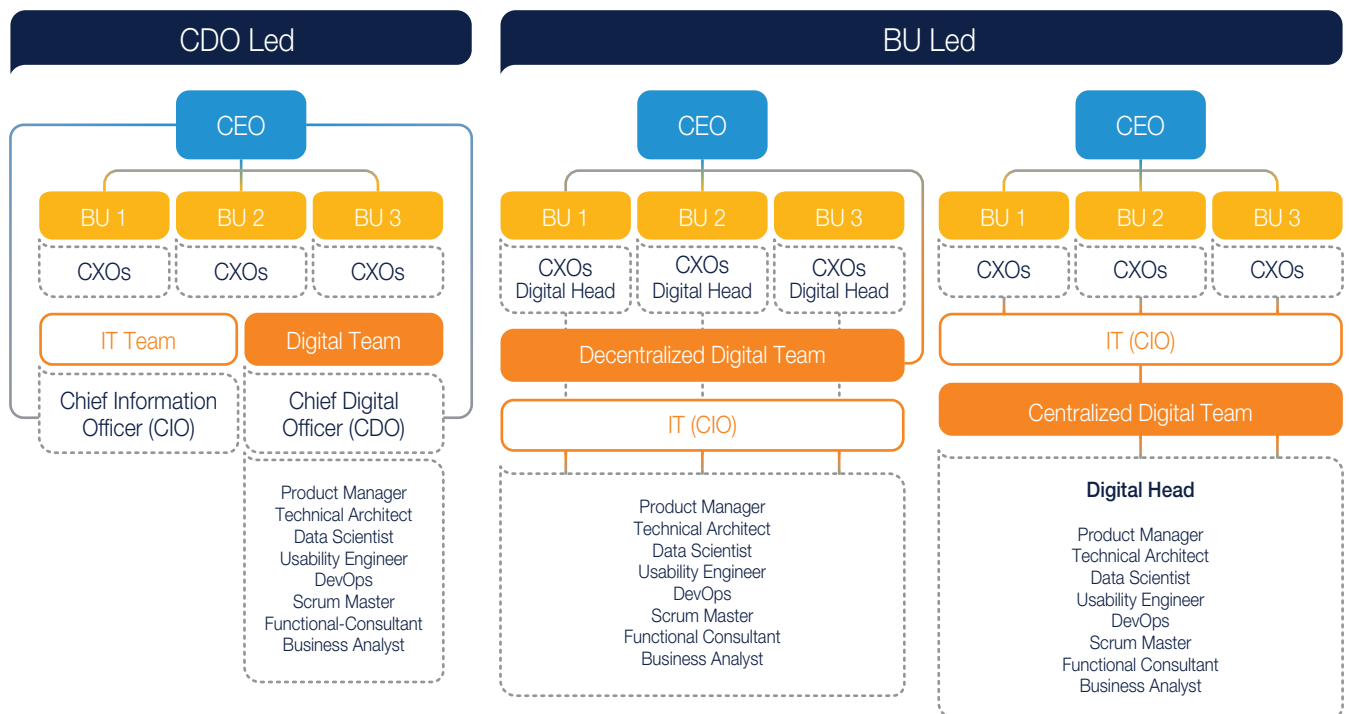 CDO Led
CEO
BU 1
BU 2
BU 3
CXOs
CXOs
CXOs
IT Team
Digital Team
Chief Information
Officer (CIO)
Chief Digital
Officer (CDO)
Product Manager
Technical Architect
Data Scientist
Usability Engineer
DevOps
Scrum Master
Functional-Consultant
Business Analyst
BU Led
CEO
BU 1
BU 2
BU 3
CXOs
Digital Head
CXOs
Digital Head
CXOs
Digital Head
Decentralized Digital Team
IT (CIO)
Product Manager
Technical Architect
Data Scientist
Usability Engineer
DevOps
Scrum Master
Functional Consultant
Business Analyst
CEO
BU 1
BU 2
BU 3
CXOs
CXOs
CXOs
IT (CIO)
Centralized Digital Team
Digital Head
Product Manager
Technical Architect
Data Scientist
Usability Engineer
DevOps
Scrum Master
Functional Consultant
Business Analyst